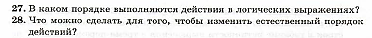 27. В каком порядке выполняются действия в логических выражениях?
28. Что можно сделать для того, чтобы изменить естественный порядок
действий?